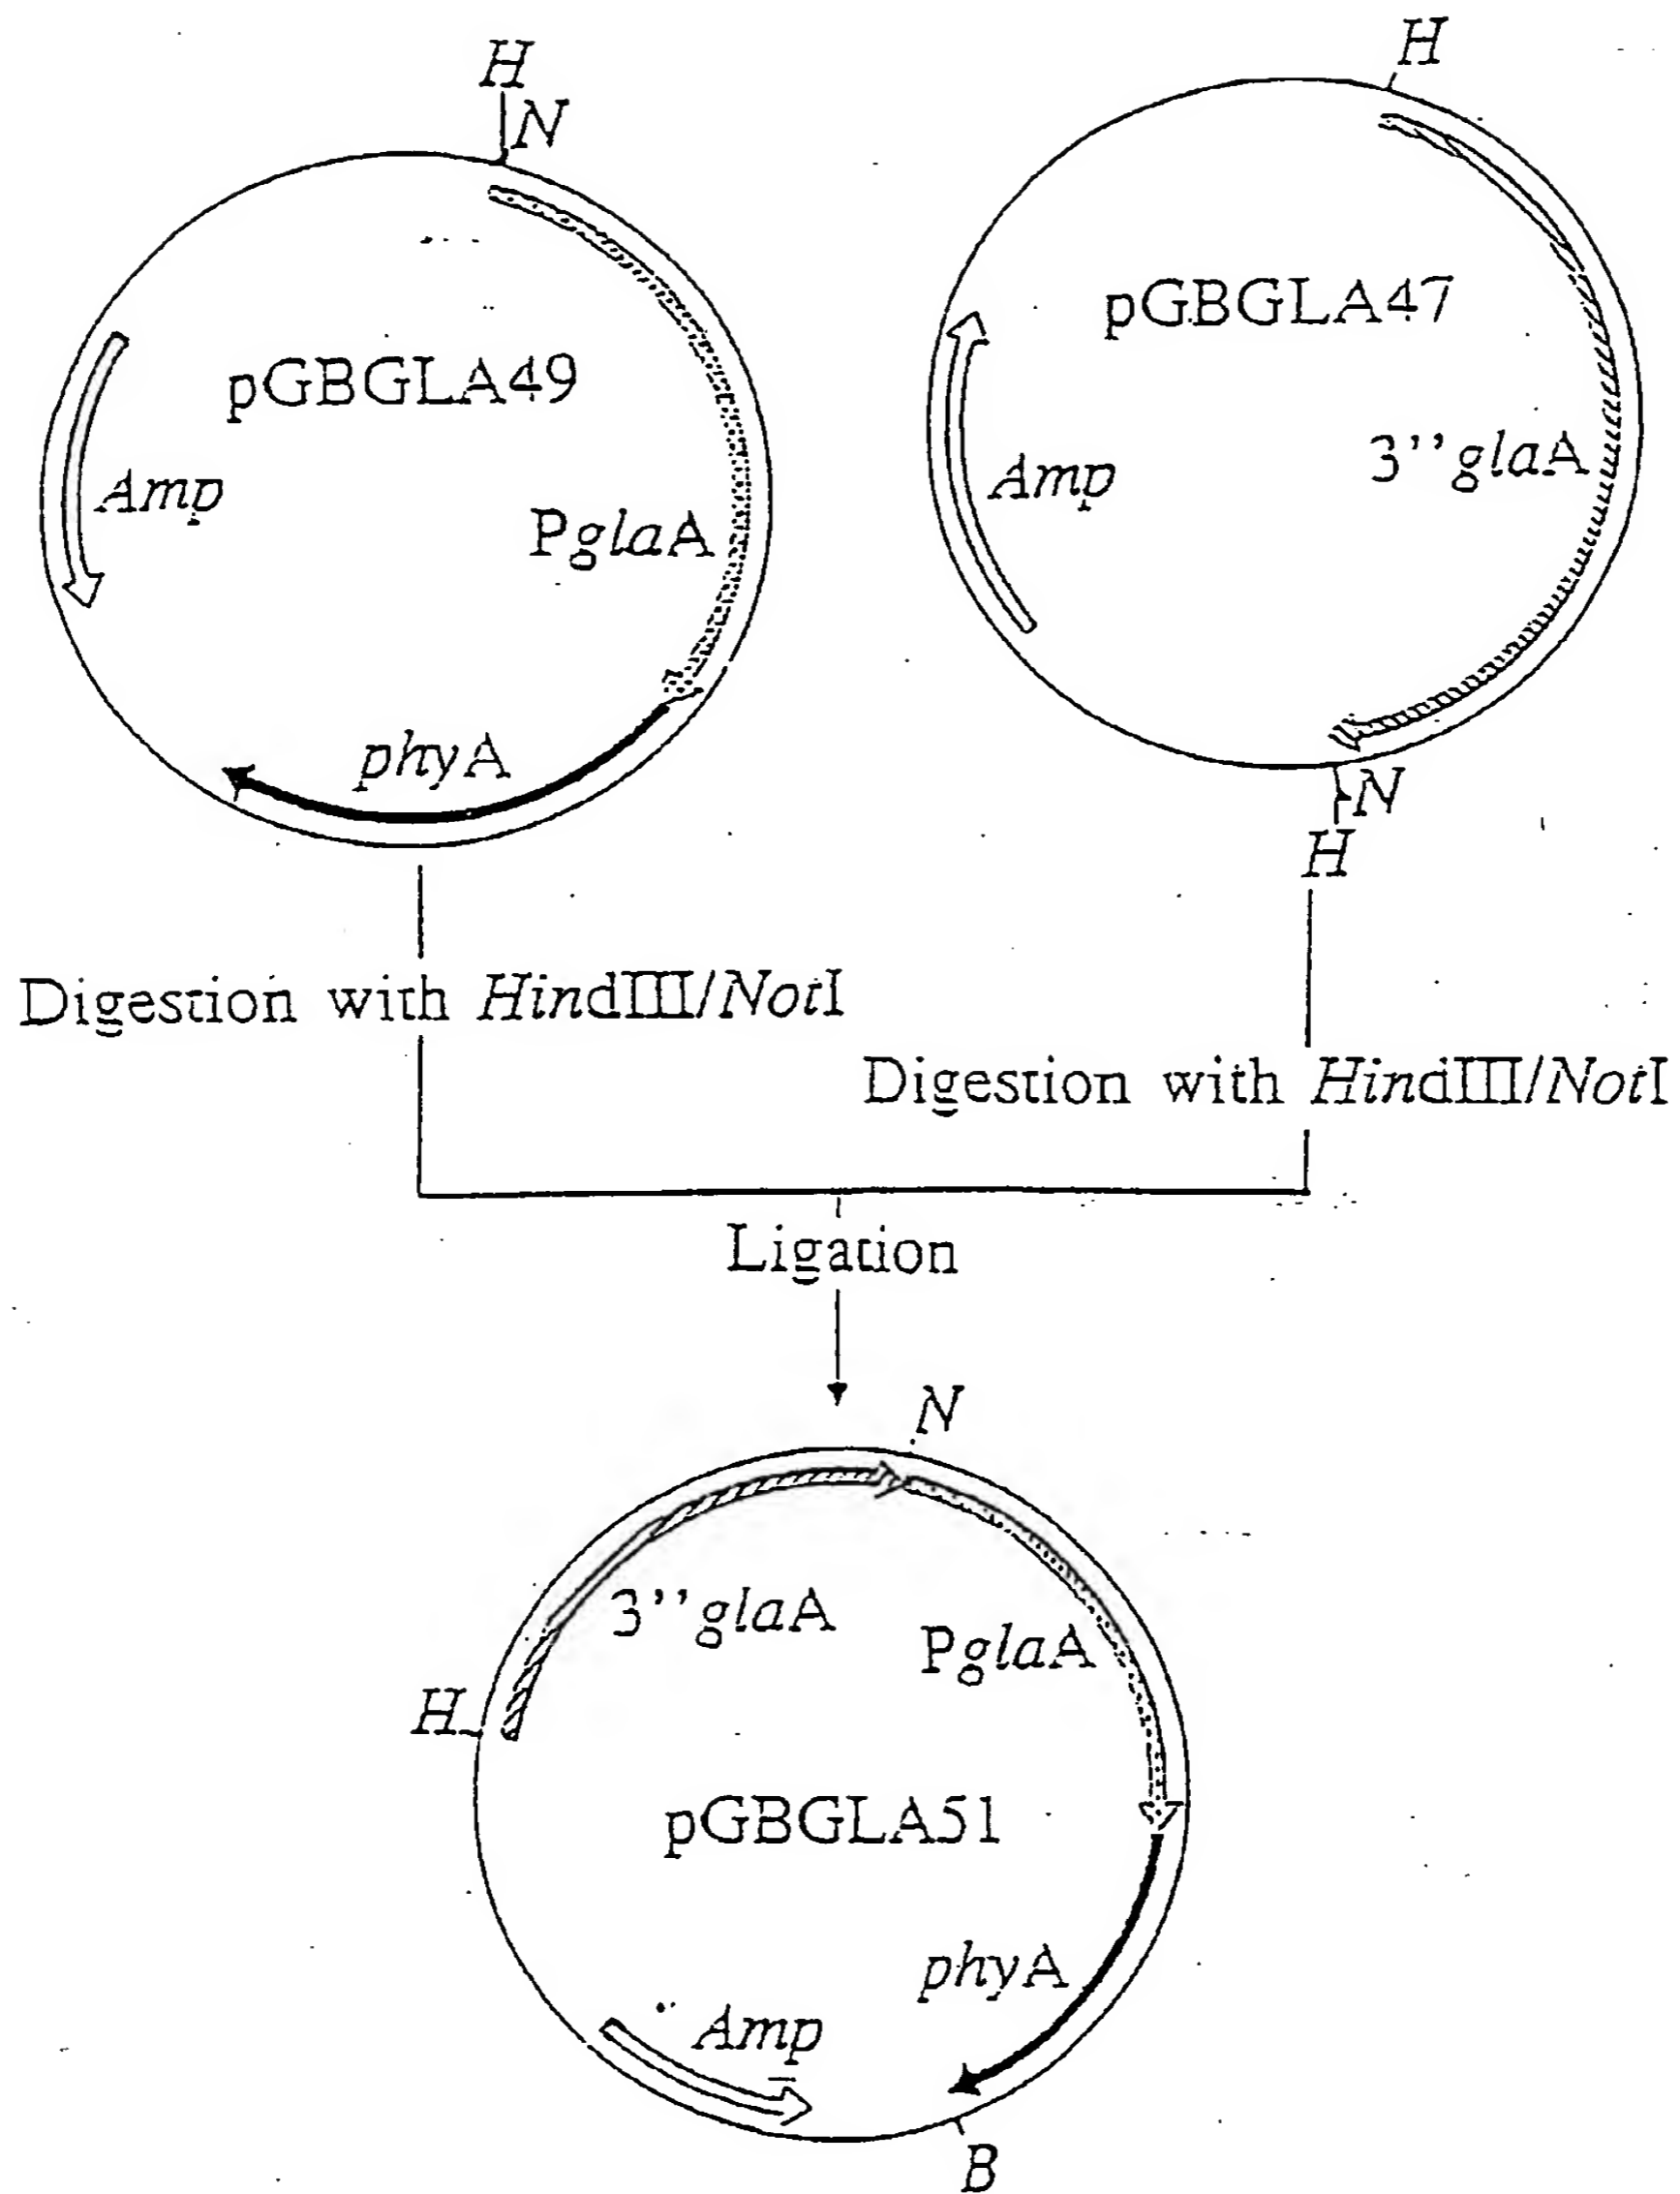 H
N
pGBGLA49
Amp
PglaA
phyA
H
pGBGLA47
Amp
3’’glaA
N
H
Digestion with HindIII/NotI
Digestion with HindIII/NotI
Ligation
N
3’’glaA
PglaA
H
pGBGLA51
phyA
Amp
B